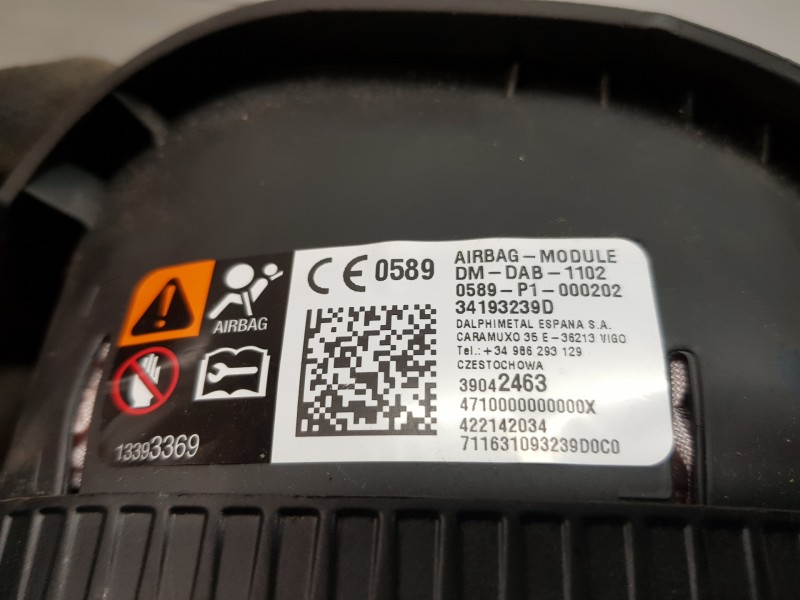 AIRBAG
13393369
CE 0589
AIRBAG-MODULE
DM-DAB-1102
0589-P1-000202
34193239D
DALPHIMETAL ESPANA S.A.
CARAMUXO 35 E-36213 VIGO
Tel.: +34 986 293 129
CZESTOCHOWA
39042463
4710000000000X
422142034
711631093239D0C0